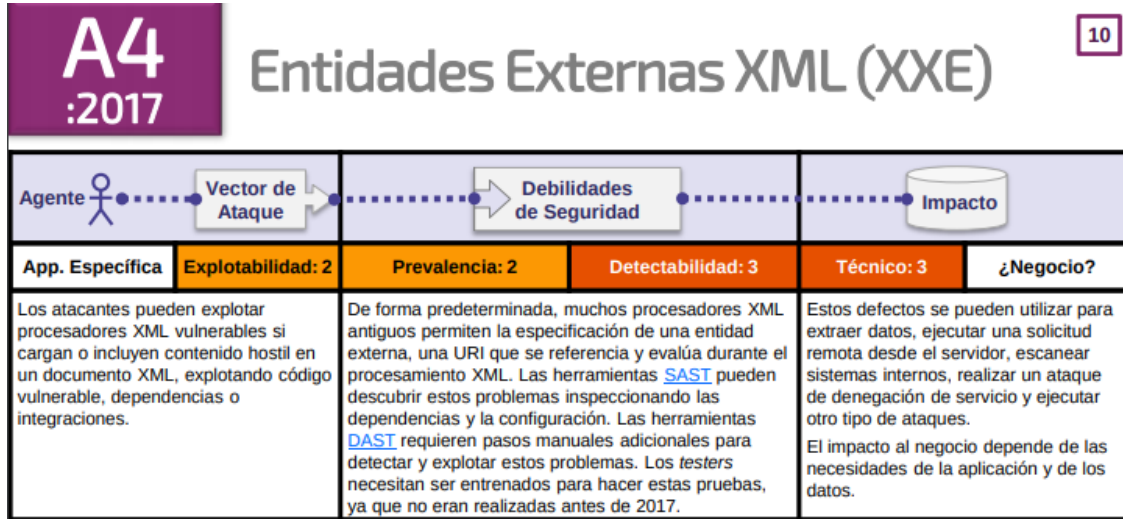 A4
:2017
Entidades Externas XML (XXE)
10
Agente
Vector de
Ataque
Debilidades
de Seguridad
Impacto
App. Específica
Explotabilidad: 2
Prevalencia: 2
Detectabilidad: 3
Técnico: 3
¿Negocio?
Los atacantes pueden explotar
procesadores XML vulnerables si
cargan o incluyen contenido hostil en
un documento XML, explotando código
vulnerable, dependencias o
integraciones.
De forma predeterminada, muchos procesadores XML
antiguos permiten la especificación de una entidad
externa, una URI que se referencia y evalúa durante el
procesamiento XML. Las herramientas SAST pueden
descubrir estos problemas inspeccionando las
dependencias y la configuración. Las herramientas
DAST requieren pasos manuales adicionales para
detectar y explotar estos problemas. Los testers
necesitan ser entrenados para hacer estas pruebas,
ya que no eran realizadas antes de 2017.
Estos defectos se pueden utilizar para
extraer datos, ejecutar una solicitud
remota desde el servidor, escanear
sistemas internos, realizar un ataque
de denegación de servicio y ejecutar
otro tipo de ataques.
El impacto al negocio depende de las
necesidades de la aplicación y de los
datos.